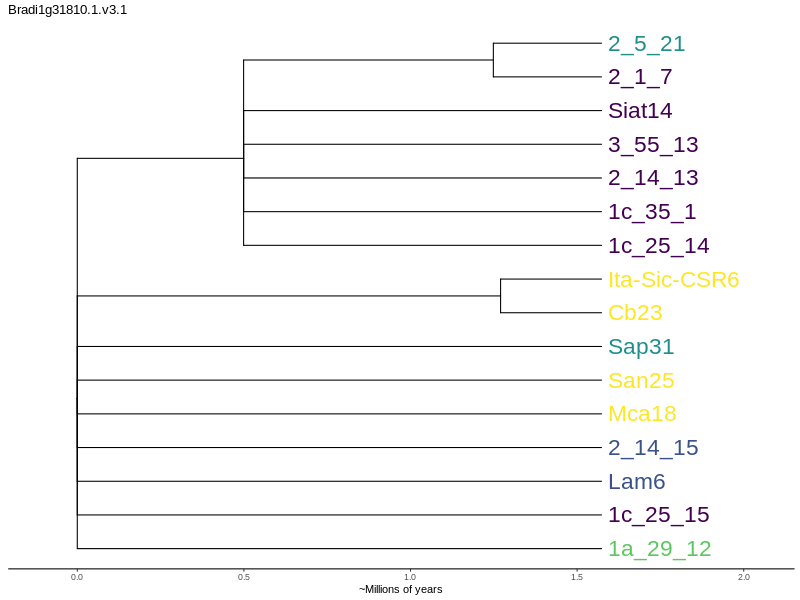 Bradi1g31810.1.v3.1
2_5_21
2_1_7
Siat14
3_55_13
2_14_13
1c_35_1
1c_25_14
Ita-Sic-CSR6
Cb23
Sap31
San25
Mca18
2_14_15
Lam6
1c_25_15
1a_29_12
0.0 0.5 1.0 1.5 2.0
~Millions of years